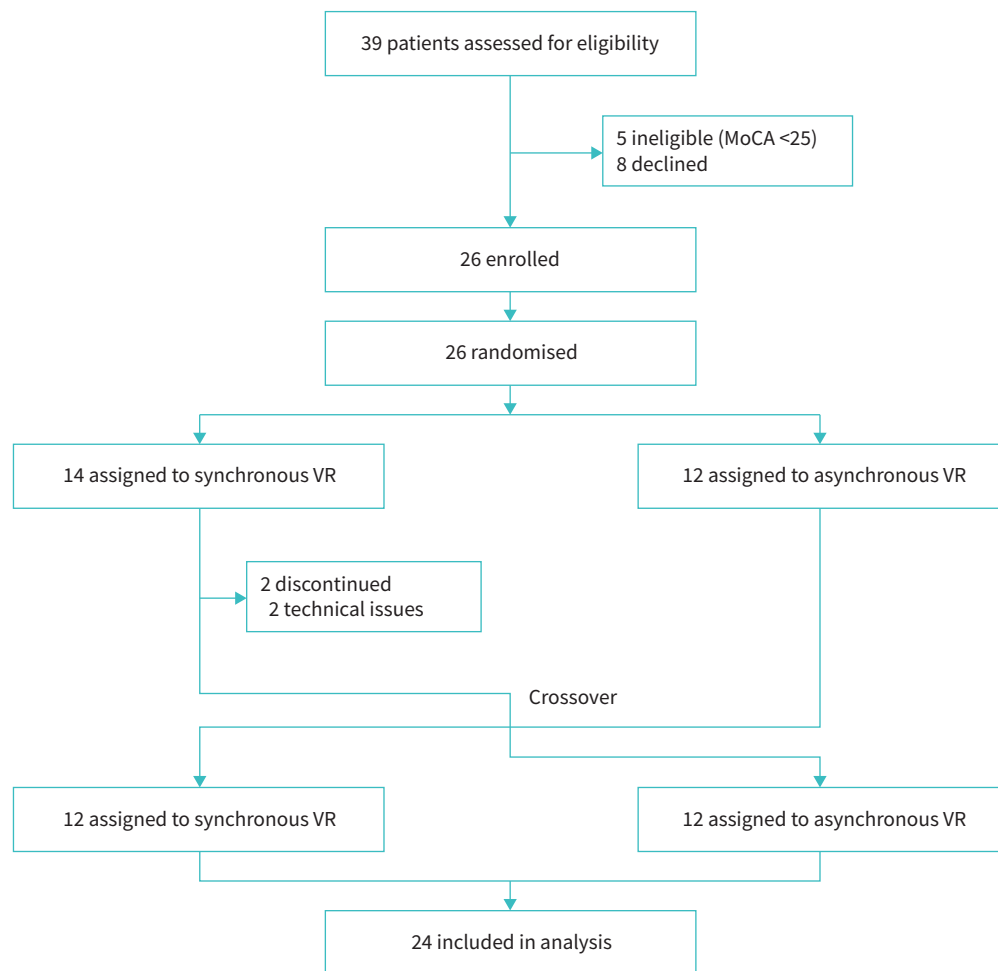 39 patients assessed for eligibility
5 ineligible (MoCA <25)
8 declined
26 enrolled
26 randomised
14 assigned to synchronous VR
12 assigned to asynchronous VR
2 discontinued
2 technical issues
Crossover
12 assigned to synchronous VR
12 assigned to asynchronous VR
24 included in analysis